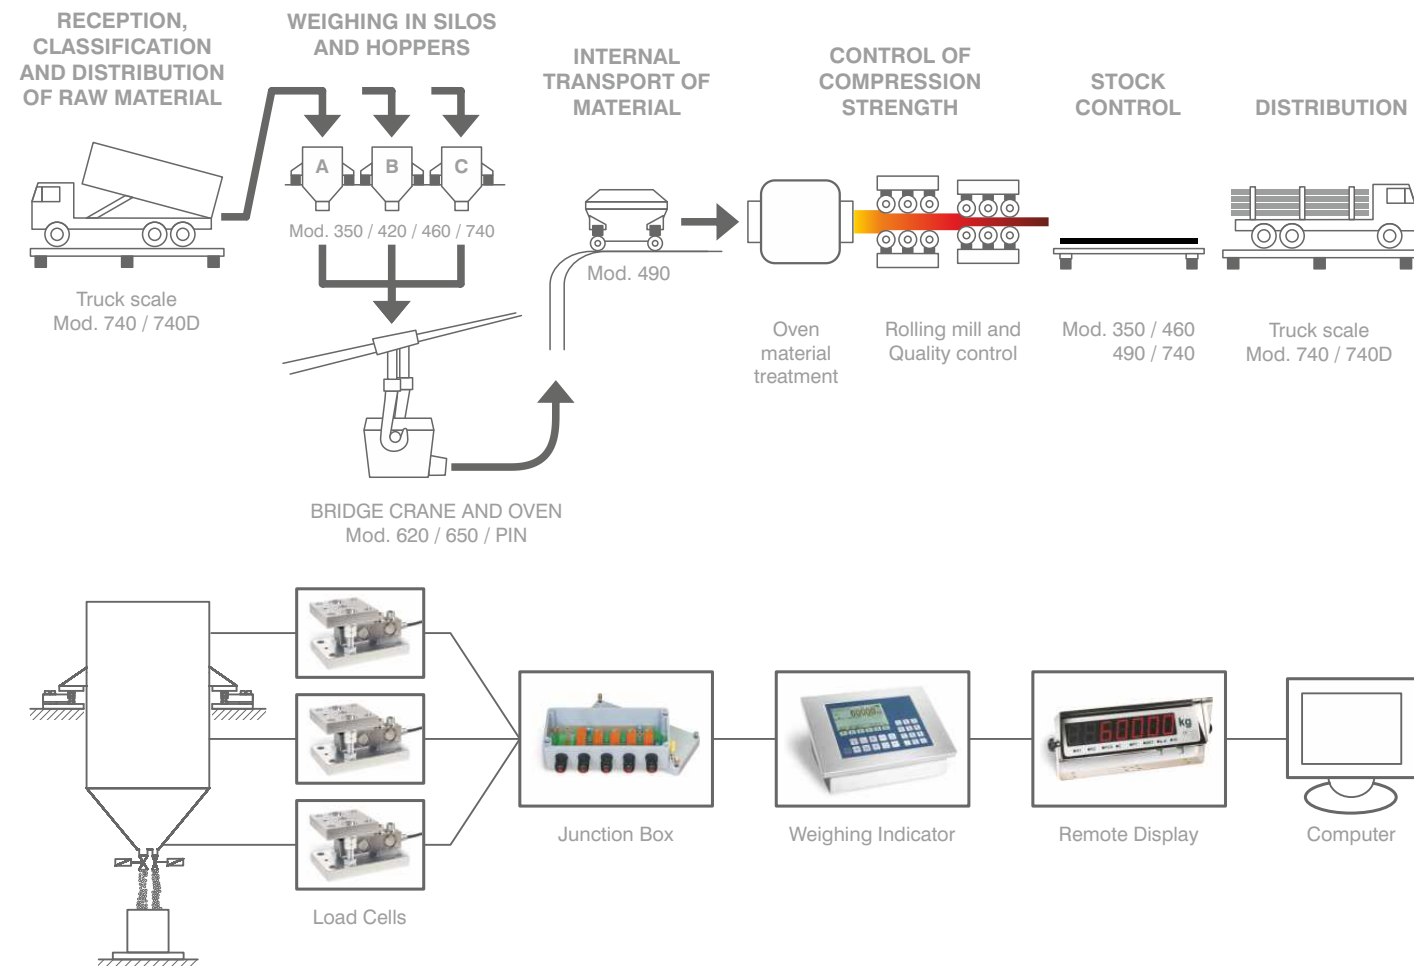 RECEPTION,
CLASSIFICATION
AND DISTRIBUTION
OF RAW MATERIAL
WEIGHING IN SILOS
AND HOPPERS
INTERNAL
TRANSPORT OF
MATERIAL
CONTROL OF
COMPRESSION
STRENGTH
STOCK
CONTROL
DISTRIBUTION
A
B
C
Mod. 350 / 420 / 460 / 740
Mod. 490
Truck scale
Mod. 740 / 740D
Oven
material
treatment
Rolling mill and
Quality control
Mod. 350 / 460
490 / 740
Truck scale
Mod. 740 / 740D
BRIDGE CRANE AND OVEN
Mod. 620 / 650 / PIN
60000
60000 kg
Junction Box
Weighing Indicator
Remote Display
Computer
Load Cells